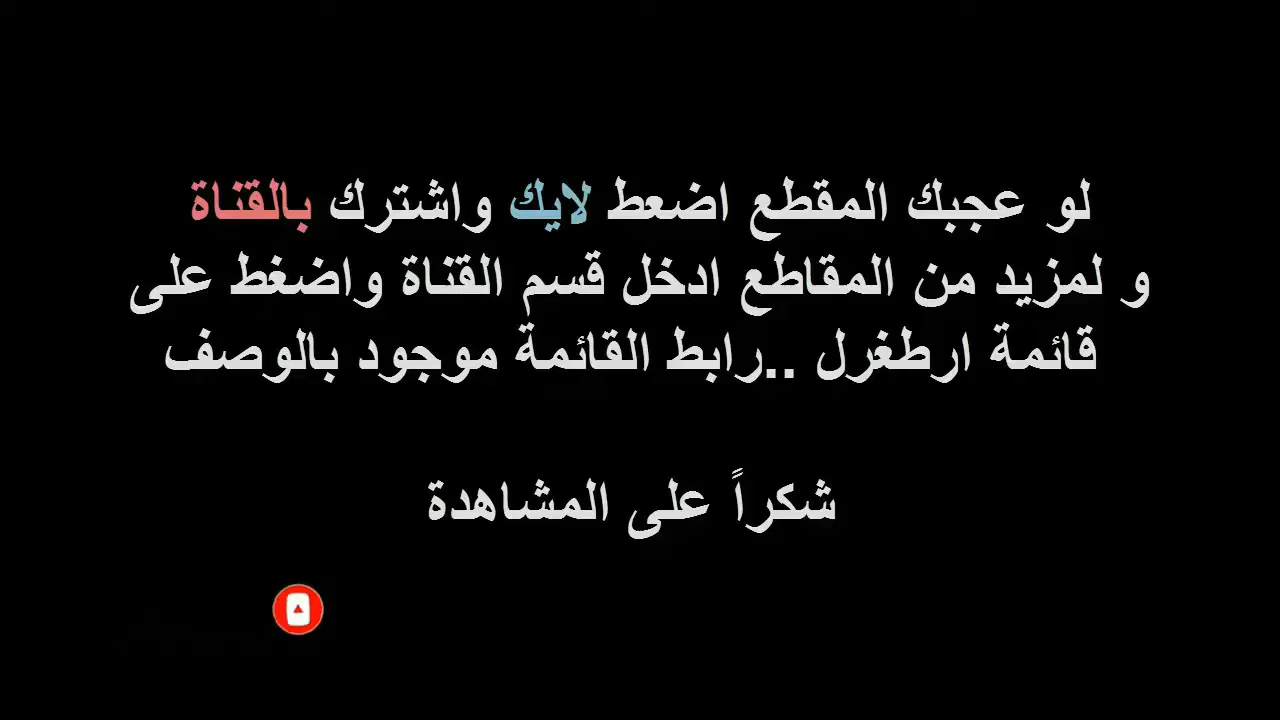 لو عجبك المقطع اضعط لايك واشترك بالقناة
و لمزيد من المقاطع ادخل قسم القناة واضغط على
قائمة ارطغرل ..رابط القائمة موجود بالوصف
شكراً على المشاهدة